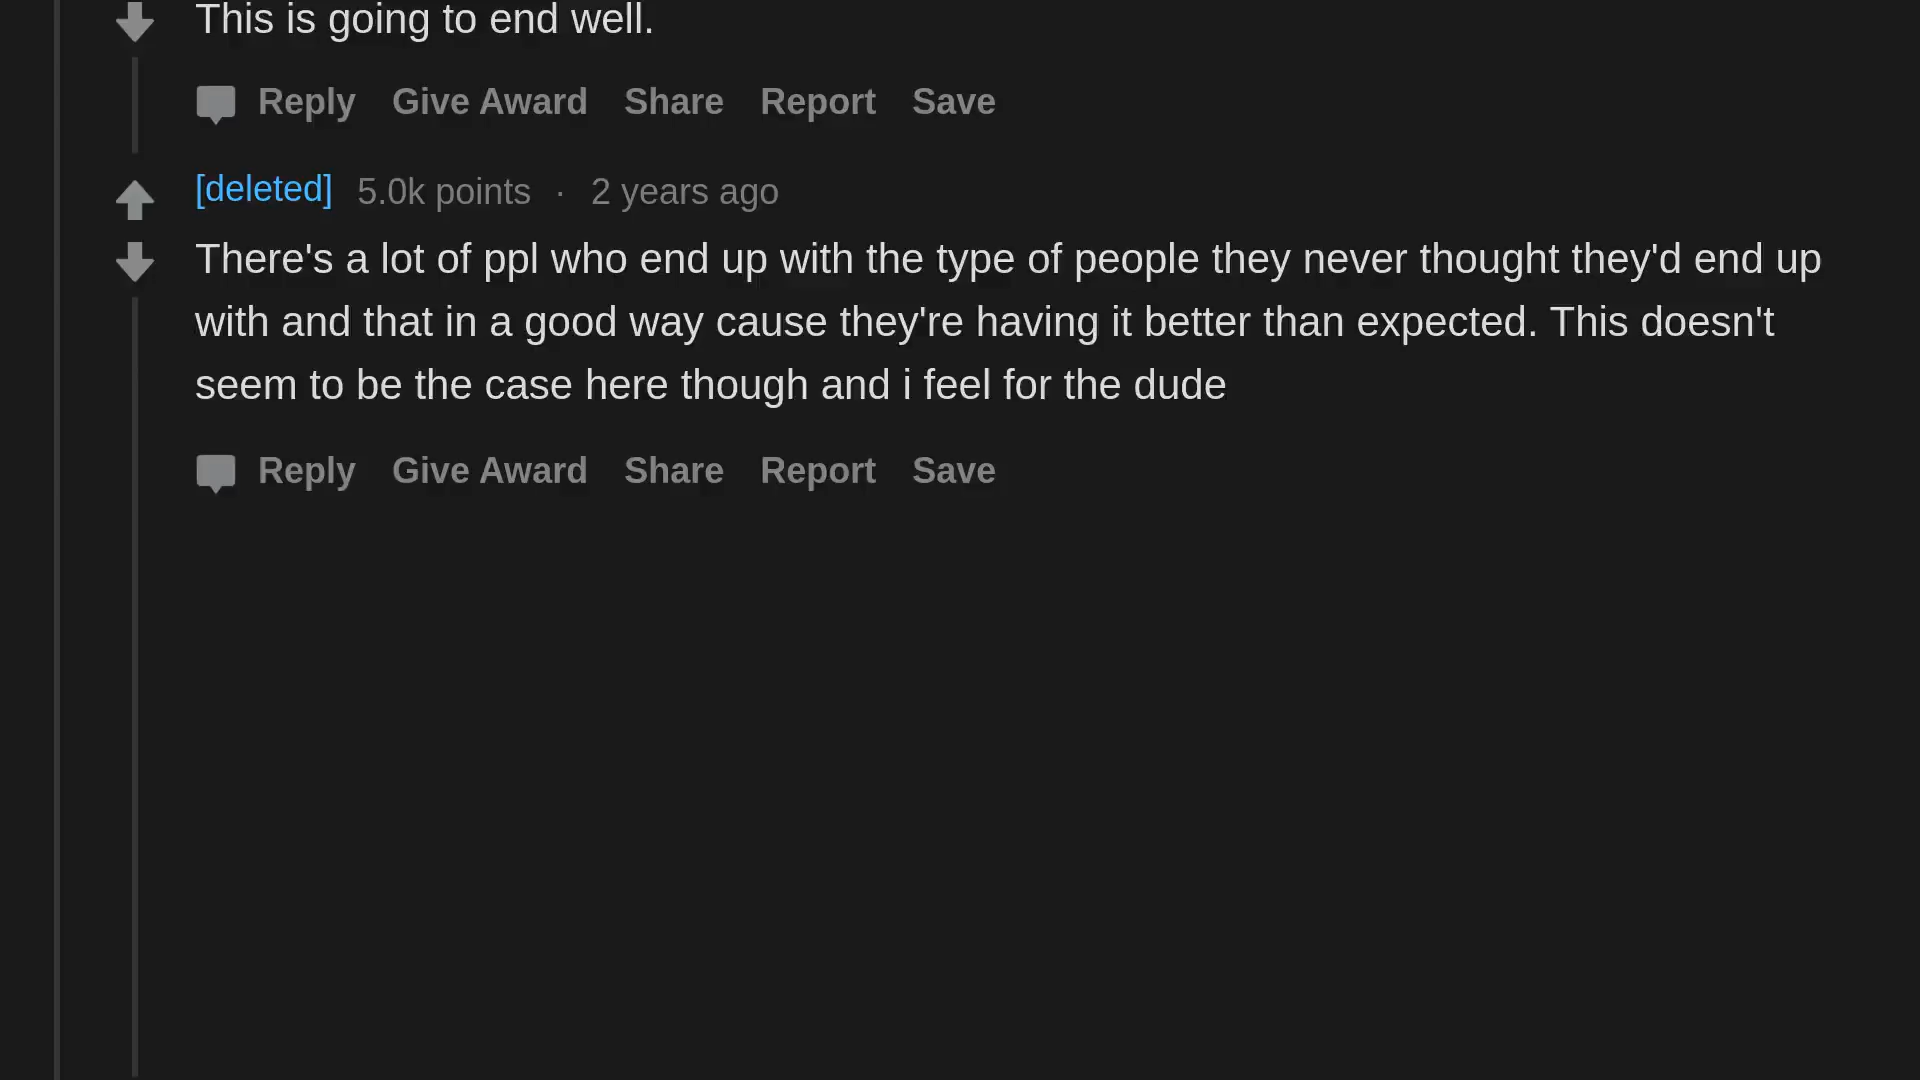 This is going to end well.
Reply Give Award Share Report Save
[deleted] 5.0k points · 2 years ago
There's a lot of ppl who end up with the type of people they never thought they'd end up
with and that in a good way cause they're having it better than expected. This doesn't
seem to be the case here though and i feel for the dude
Reply Give Award Share Report Save